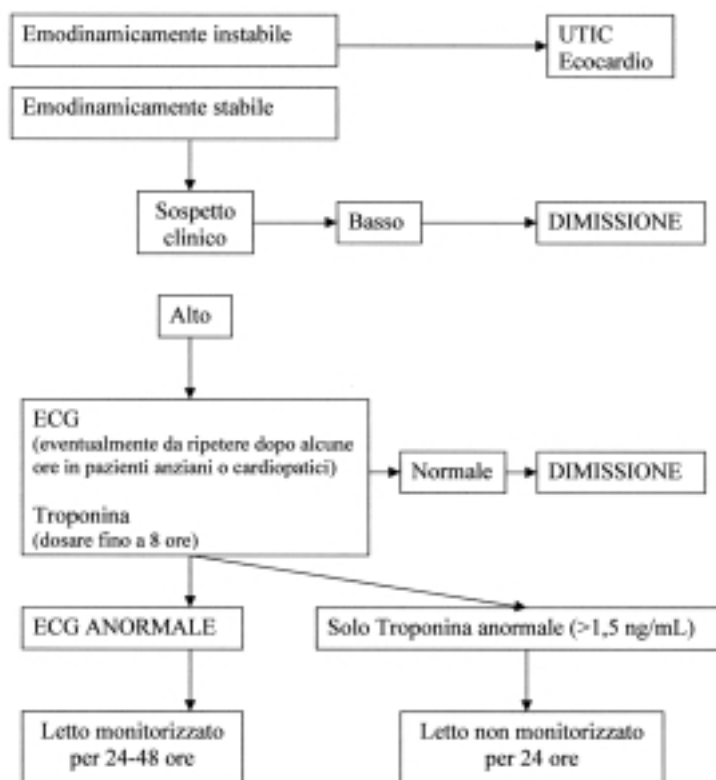 Emodinamicamente instabile
UTIC
Ecocardio
Emodinamicamente stabile
Sospetto
clinico
Basso
DIMISSIONE
Alto
ECG
(eventualmente da ripetere dopo alcune
ore in pazienti anziani o cardiopatici)
Troponina
(dosare fino a 8 ore)
Normale
DIMISSIONE
ECG ANORMALE
Solo Troponina anormale (>1,5 ng/mL)
Letto monitorizzato
per 24-48 ore
Letto non monitorizzato
per 24 ore